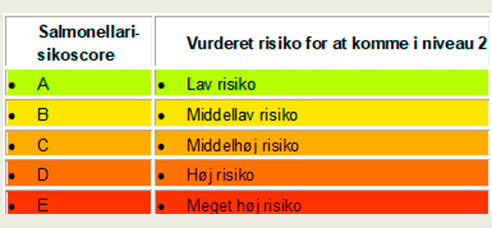 Salmonellari-
sikoscore
Vurderet risiko for at komme i niveau 2
• A • Lav risiko
• B • Middellav risiko
• C • Middelhøj risiko
• D • Høj risiko
• E • Meget høj risiko